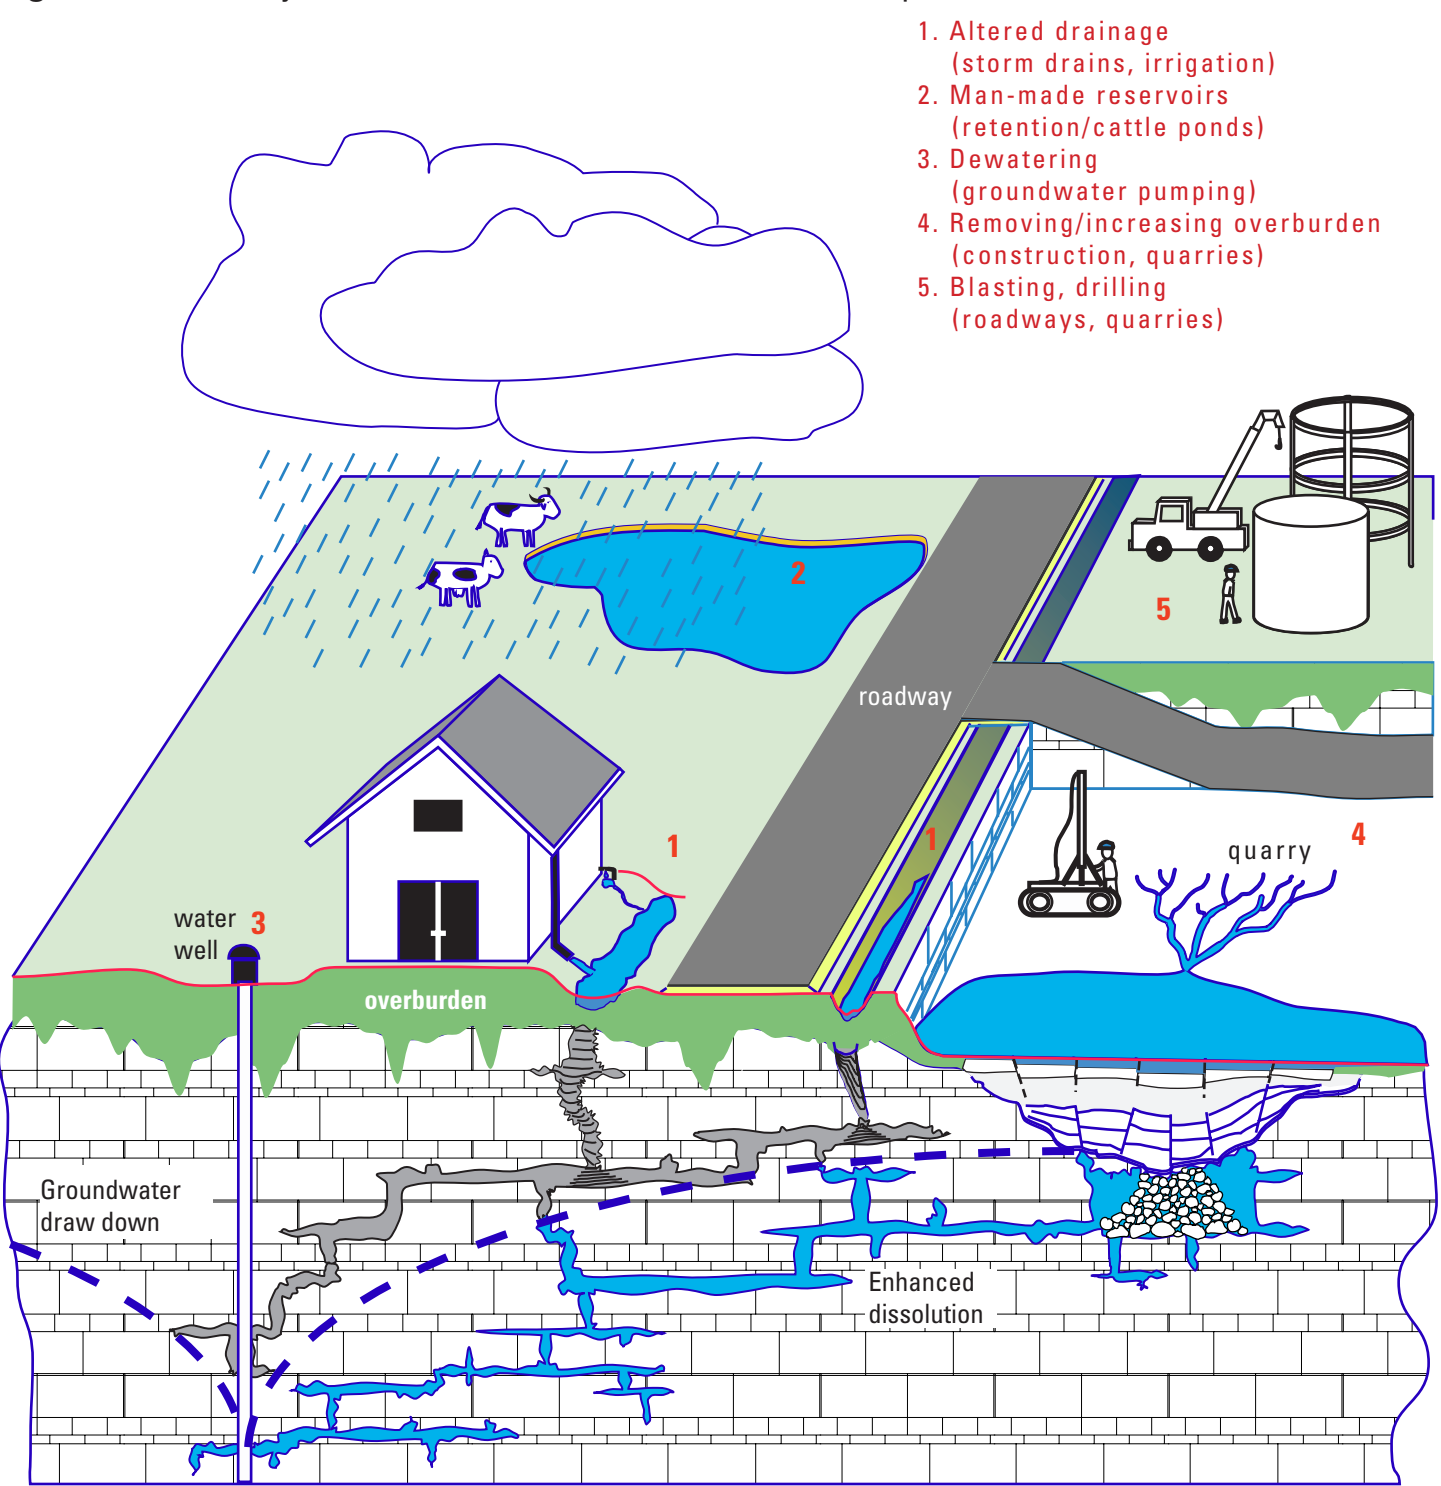 1. Altered drainage
(storm drains, irrigation)
2. Man-made reservoirs
(retention/cattle ponds)
3. Dewatering
(groundwater pumping)
4. Removing/increasing overburden
(construction, quarries)
5. Blasting, drilling
(roadways, quarries)
2
5
roadway
1
1
4
quarry
water
well
3
overburden
Groundwater
draw down
Enhanced
dissolution